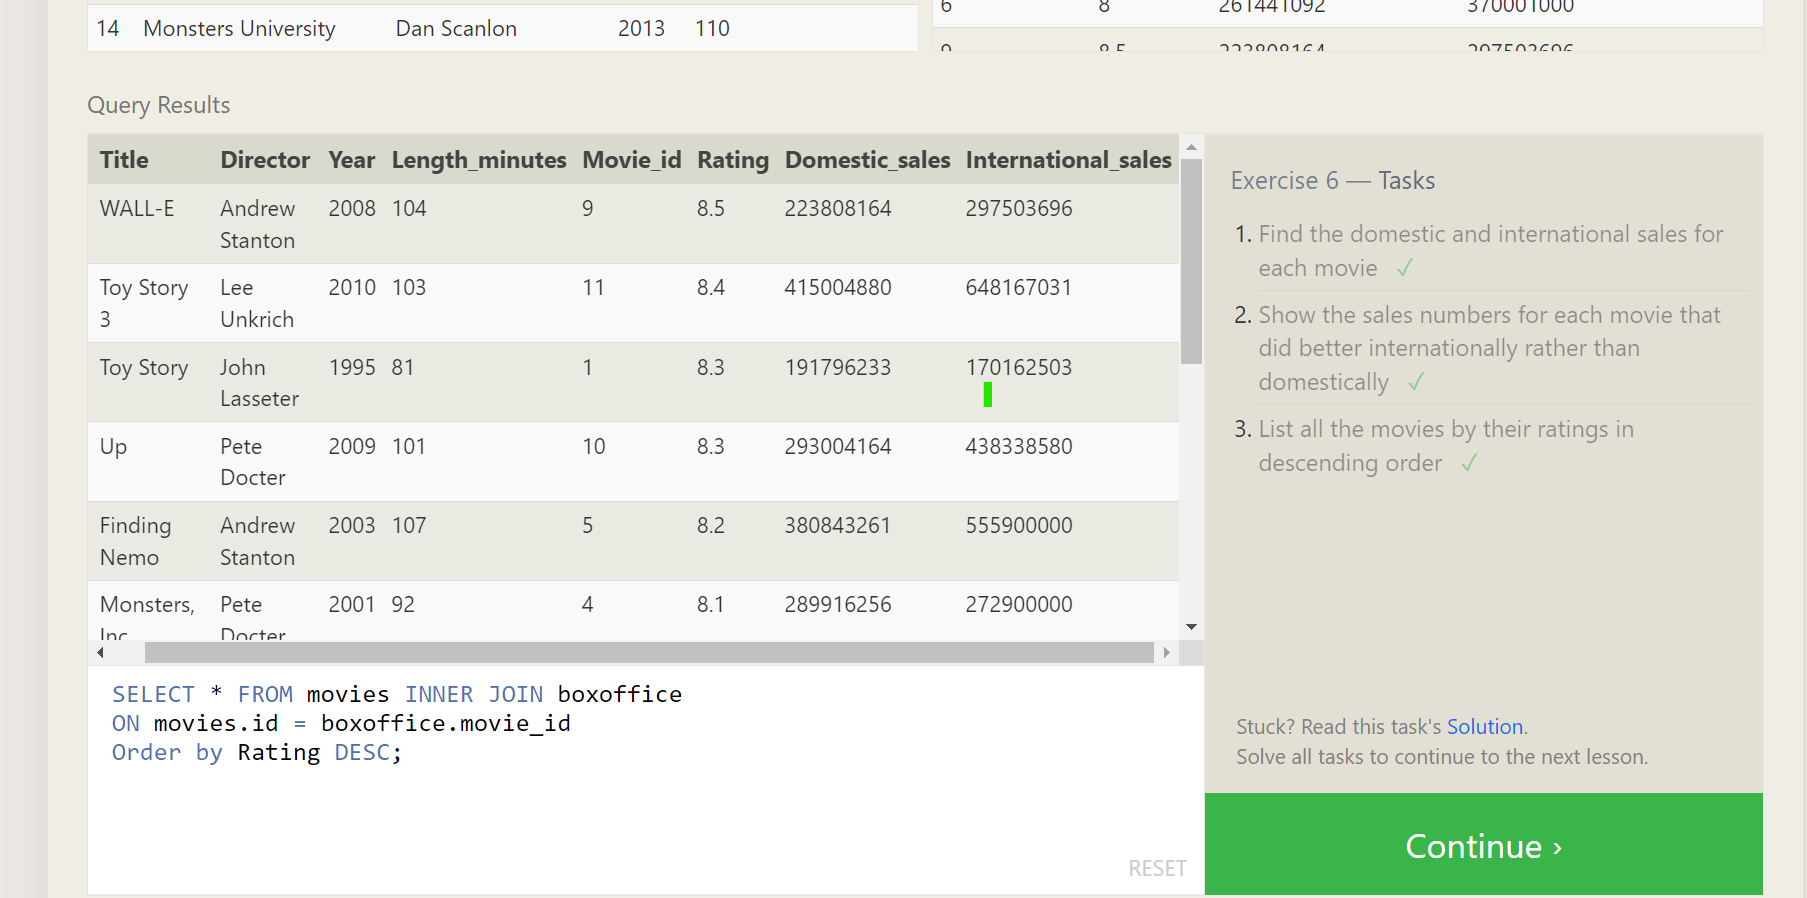 14 Monsters University Dan Scanlon 2013 110
6 8 261441092 370001000
9 8.5 223808164 297503696
Query Results
Title Director Year Length_minutes Movie_id Rating Domestic_sales International_sales
WALL-E Andrew Stanton 2008 104 9 8.5 223808164 297503696
Toy Story 3 Lee Unkrich 2010 103 11 8.4 415004880 648167031
Toy Story John Lasseter 1995 81 1 8.3 191796233 170162503
Up Pete Docter 2009 101 10 8.3 293004164 438338580
Finding Nemo Andrew Stanton 2003 107 5 8.2 380843261 555900000
Monsters, Inc. Pete Docter 2001 92 4 8.1 289916256 272900000
SELECT * FROM movies INNER JOIN boxoffice
ON movies.id = boxoffice.movie_id
Order by Rating DESC;
RESET
Exercise 6 — Tasks
1. Find the domestic and international sales for
each movie ✓
2. Show the sales numbers for each movie that
did better internationally rather than
domestically ✓
3. List all the movies by their ratings in
descending order ✓
Stuck? Read this task's Solution.
Solve all tasks to continue to the next lesson.
Continue ›